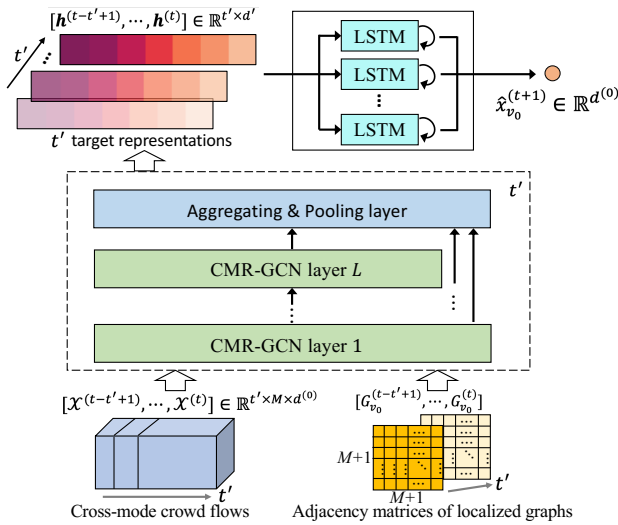 [𝒉^(t−t′+1), ⋯, 𝒉^(t)] ∈ ℝ^{t′×d′}
t′
...
t′ target representations
LSTM
LSTM
⋮
LSTM
x̂_{v₀}^{(t+1)} ∈ ℝ^{d^{(0)}}
t′
Aggregating & Pooling layer
CMR-GCN layer L
... ⋮
CMR-GCN layer 1
[𝒳^(t−t′+1), ⋯, 𝒳^(t)] ∈ ℝ^{t′×M×d^{(0)}}
[G_{v₀}^{(t−t′+1)}, ⋯, G_{v₀}^{(t)}]
M+1
M+1
t′
t′
Cross-mode crowd flows
Adjacency matrices of localized graphs